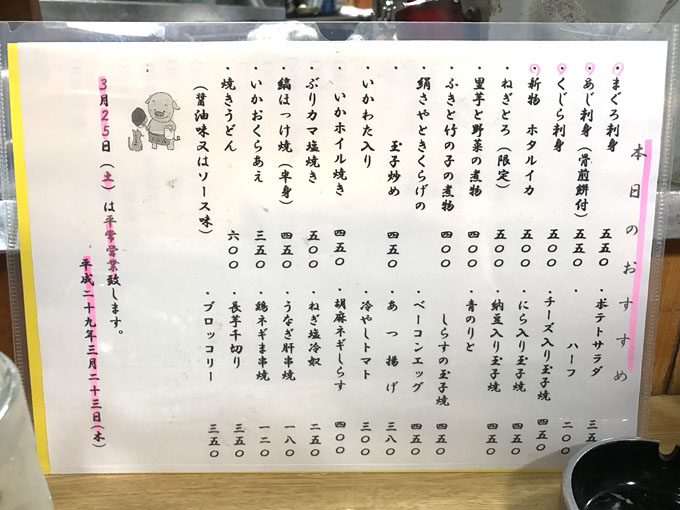 本日のおすすめ
・まぐろ刺身 五五〇
・あじ刺身(骨煎餅付) 五五〇
・くじら刺身
・新物 ホタルイカ 五〇〇
・ねぎとろ(限定) 五〇〇
・里芋と野菜の煮物
・ふきと竹の子の煮物 四〇〇
・絹さやときくらげの
玉子炒め 四五〇
・いかわた入り
いかホイル焼き 四五〇
・ぶりカマ塩焼き 五〇〇
・縞ほっけ焼(半身) 四五〇
・いかおくらあえ 三五〇
・焼きうどん 六〇〇
(醤油味又はソース味)
・ポテトサラダ 三五
・ハーフ 二〇〇
・チーズ入り玉子焼 四五〇
・にら入り玉子焼 四五〇
・納豆入り玉子焼 四五〇
・青のりと
しらすの玉子焼 四五〇
・ベーコンエッグ 四五〇
・あつ揚げ 三八〇
・冷やしトマト 三〇〇
・胡麻ネギしらす 四〇〇
・ねぎ塩冷奴 二五〇
・うなぎ肝串焼 一八〇
・鶏ネギま串焼 一二〇
・長芋千切り 三五〇
・ブロッコリー 三五〇
3月25日(土)は平常営業致します。
平成二十九年三月二十三日(木)